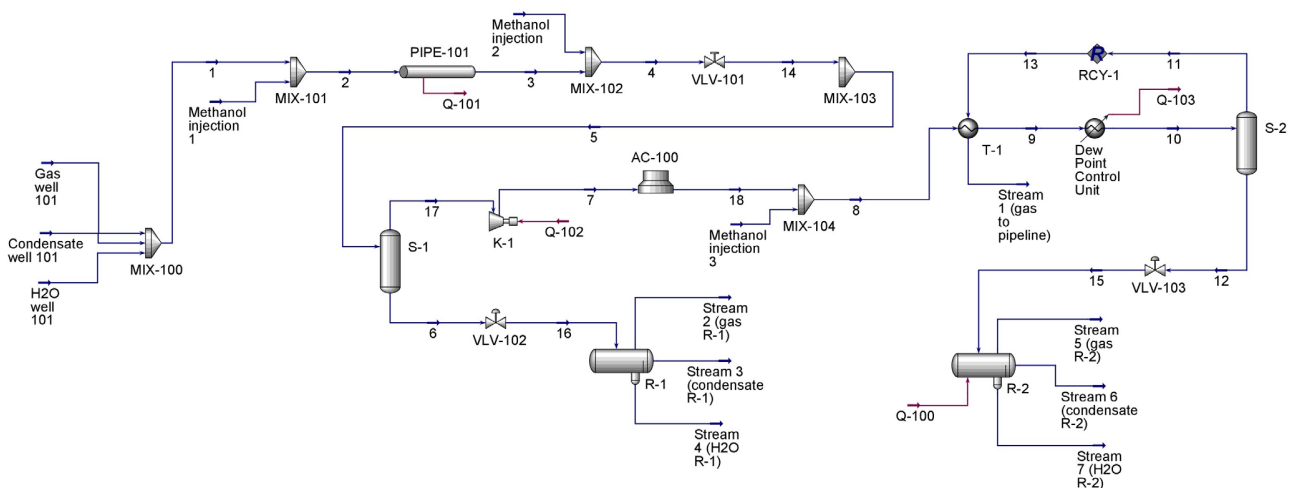 Methanol
injection
2
PIPE-101
1
2
3
4
14
MIX-101
Q-101
MIX-102
VLV-101
MIX-103
Methanol
injection
1
13
R
RCY-1
11
Q-103
T-1
9
Dew
Point
Control
Unit
10
S-2
5
Gas
well
101
Condensate
well 101
H2O
well
101
MIX-100
AC-100
17
7
18
8
K-1
Q-102
Methanol
injection
3
MIX-104
S-1
Stream
1 (gas
to
pipeline)
6
VLV-102
16
Stream
2 (gas
R-1)
R-1
Stream 3
(condensate
R-1)
Stream
4 (H2O
R-1)
15
VLV-103
12
Stream
5 (gas
R-2)
R-2
Q-100
Stream
6
(condensate
R-2)
Stream
7 (H2O
R-2)